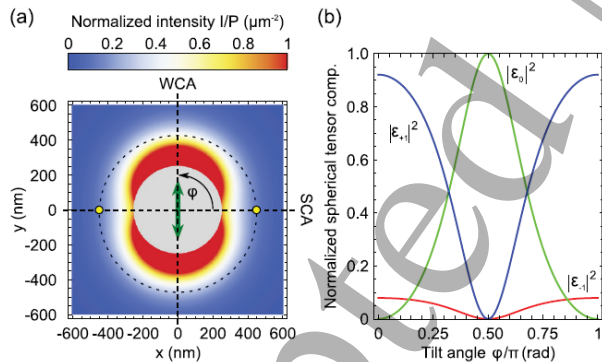 (a) Normalized intensity I/P (µm⁻²)
0 0.2 0.4 0.6 0.8 1
WCA
600
400
200
0
-200
-400
-600
y (nm)
φ
SCA
-600 -400 -200 0 200 400 600
x (nm)
(b)
1.0
0.8
0.6
0.4
0.2
0
Normalized spherical tensor comp.
|ε₀|²
|ε₊₁|²
|ε₋₁|²
0 0.25 0.50 0.75 1
Tilt angle φ/π (rad)